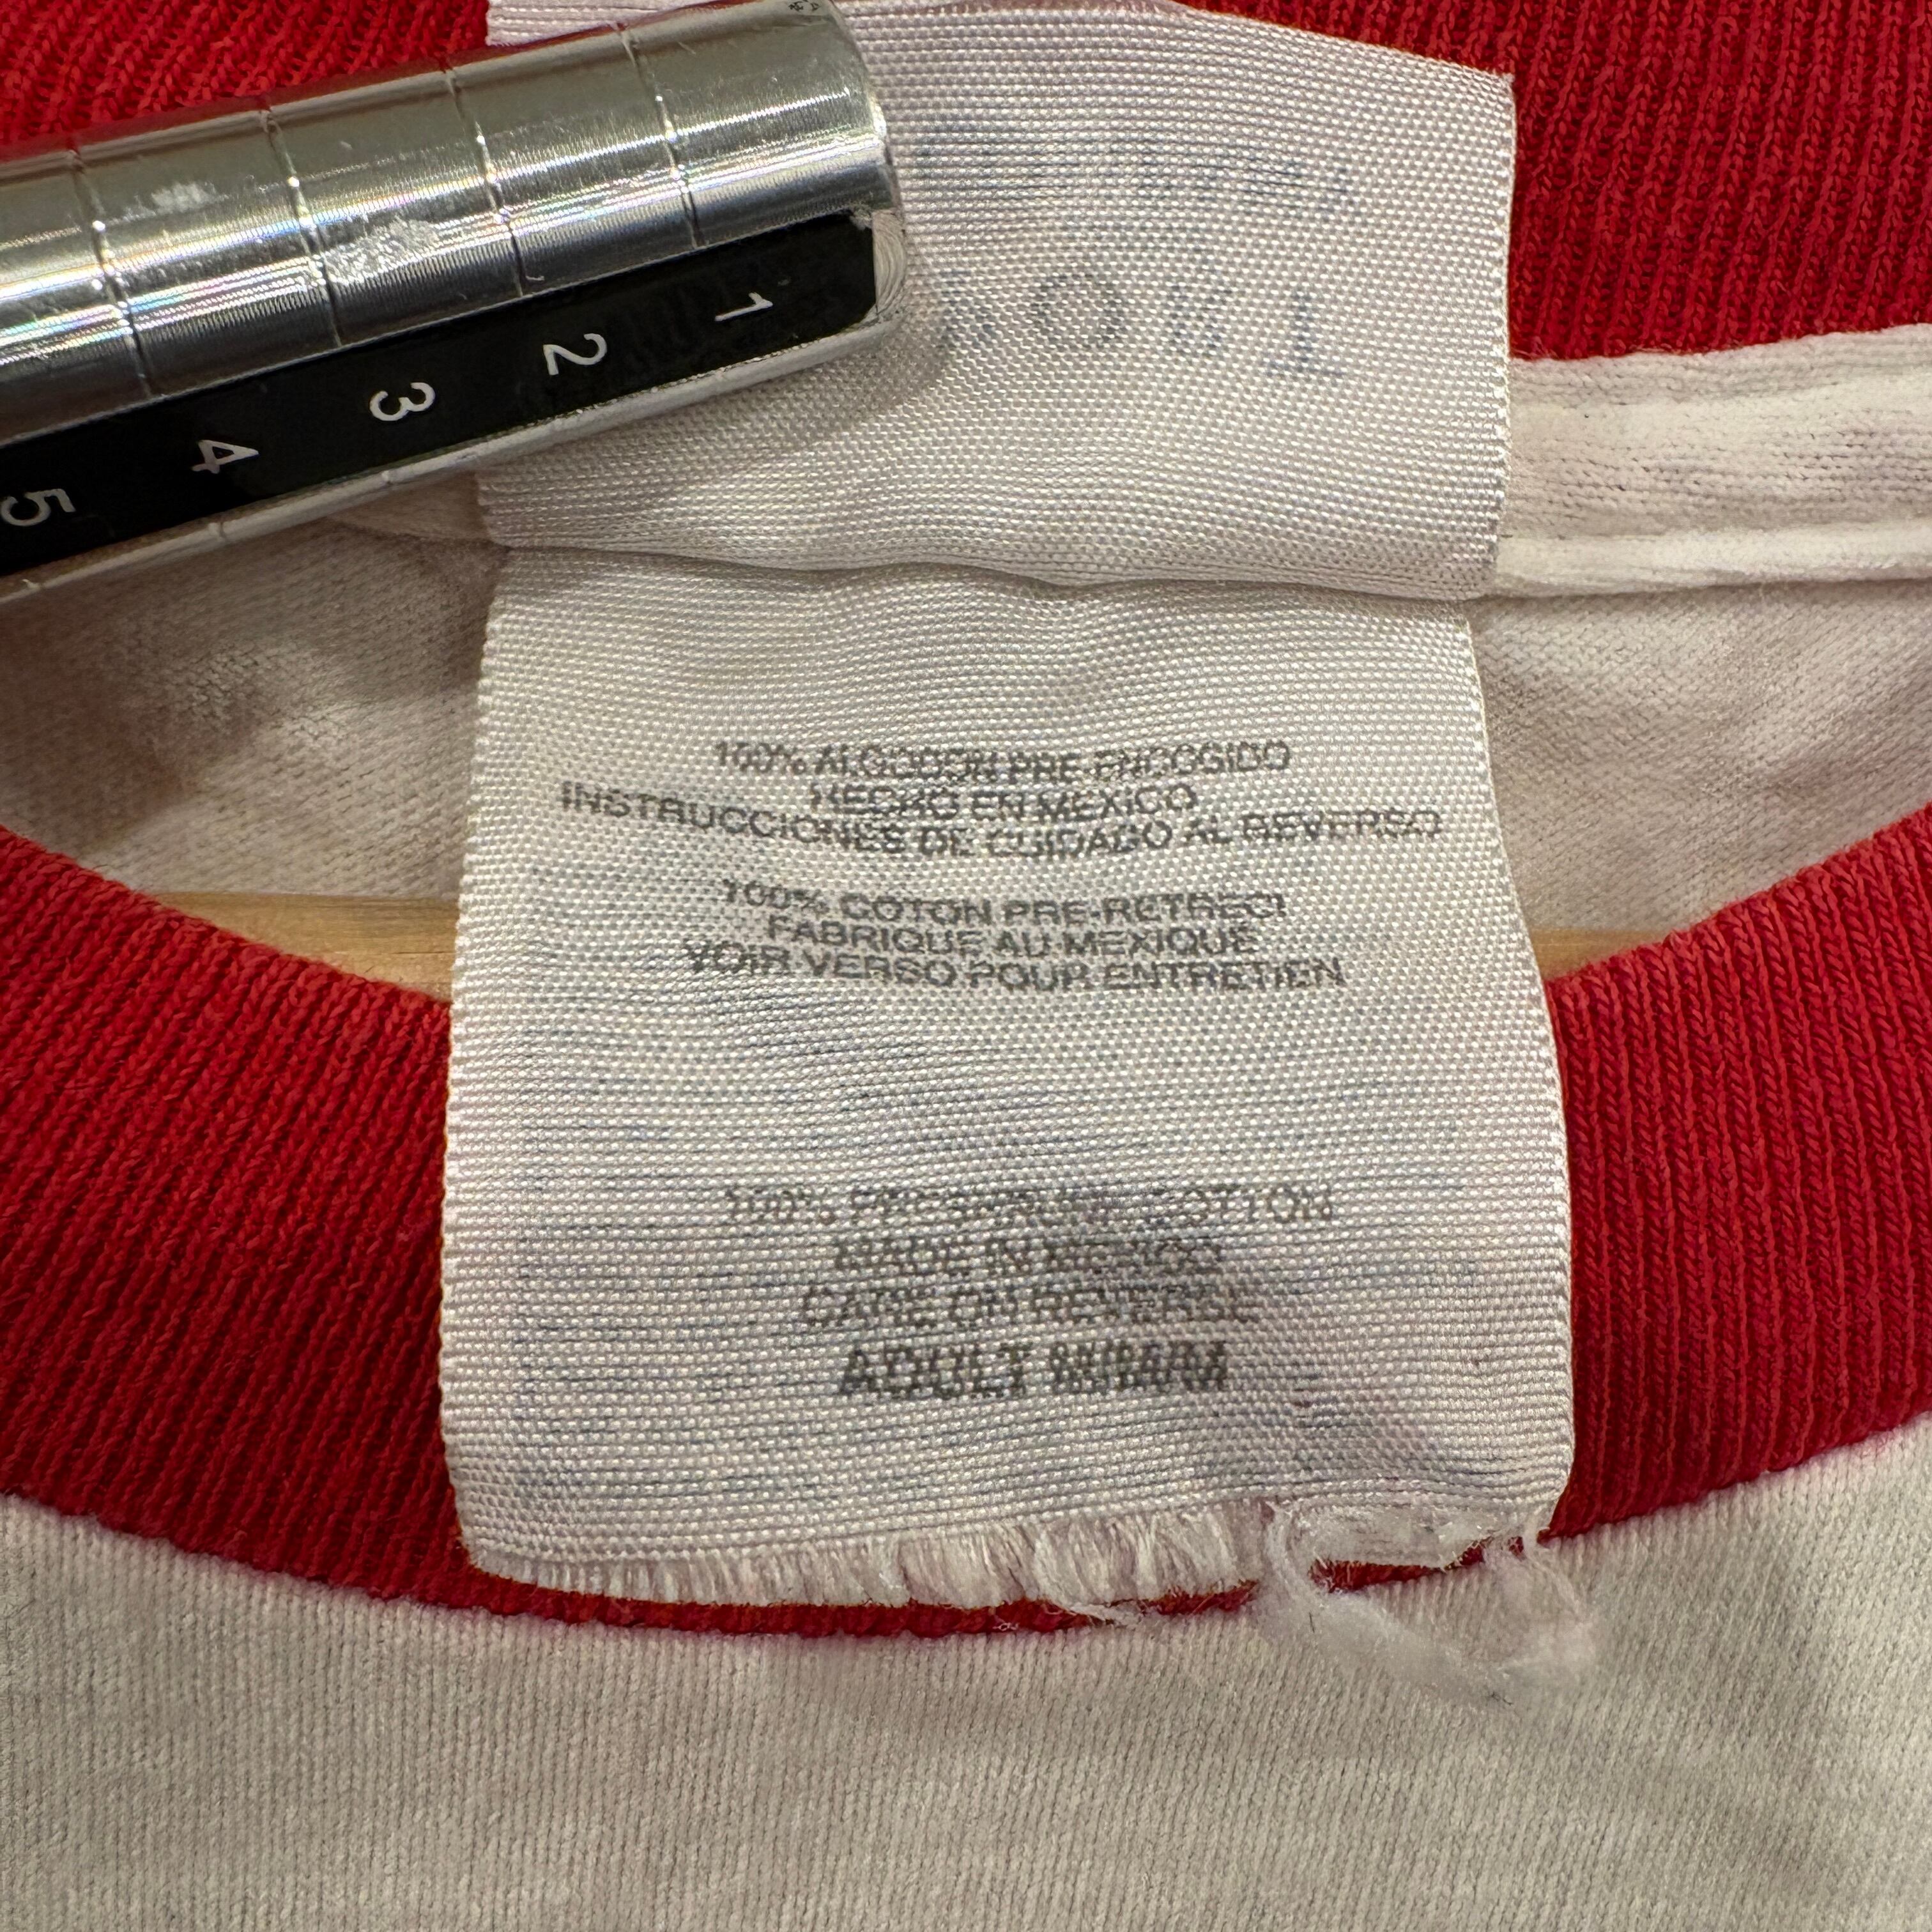 1
2
3
4
5
100% ALGODON PRE-ENCOGIDO
HECHO EN MEXICO
INSTRUCCIONES DE CUIDADO AL REVERSO
100% COTON PRE-RETRECI
FABRIQUE AU MEXIQUE
VOIR VERSO POUR ENTRETIEN
100% PRESHRUNK COTTON
MADE IN MEXICO
CARE ON REVERSE
ADULT